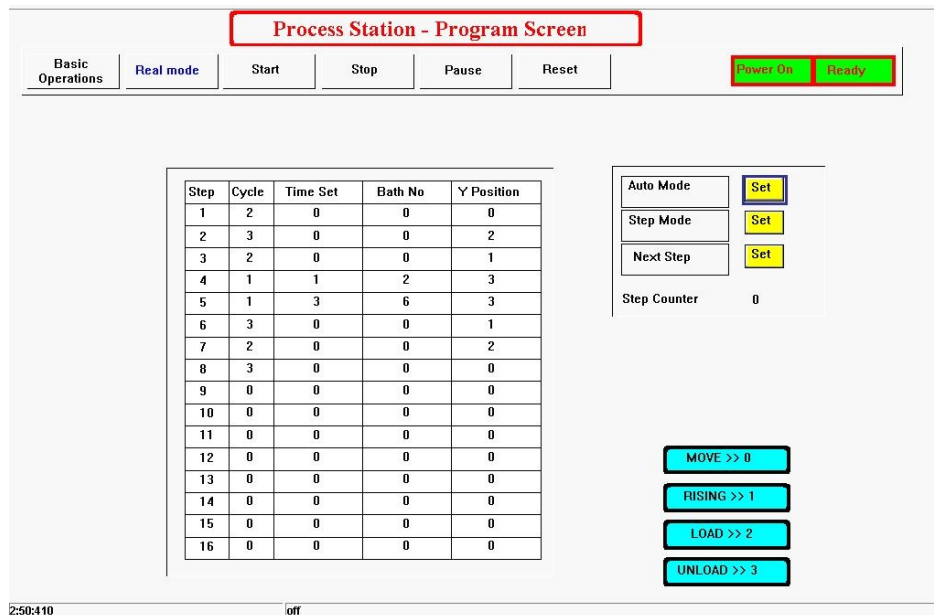 Process Station - Program Screen
Basic
Operations
Real mode
Start
Stop
Pause
Reset
Power On
Ready
Step Cycle Time Set Bath No Y Position
1 2 0 0 0
2 3 0 0 2
3 2 0 0 1
4 1 1 2 3
5 1 3 6 3
6 3 0 0 1
7 2 0 0 2
8 3 0 0 0
9 0 0 0 0
10 0 0 0 0
11 0 0 0 0
12 0 0 0 0
13 0 0 0 0
14 0 0 0 0
15 0 0 0 0
16 0 0 0 0
Auto Mode Set
Step Mode Set
Next Step Set
Step Counter 0
MOVE >> 0
RISING >> 1
LOAD >> 2
UNLOAD >> 3
2:50:410
off